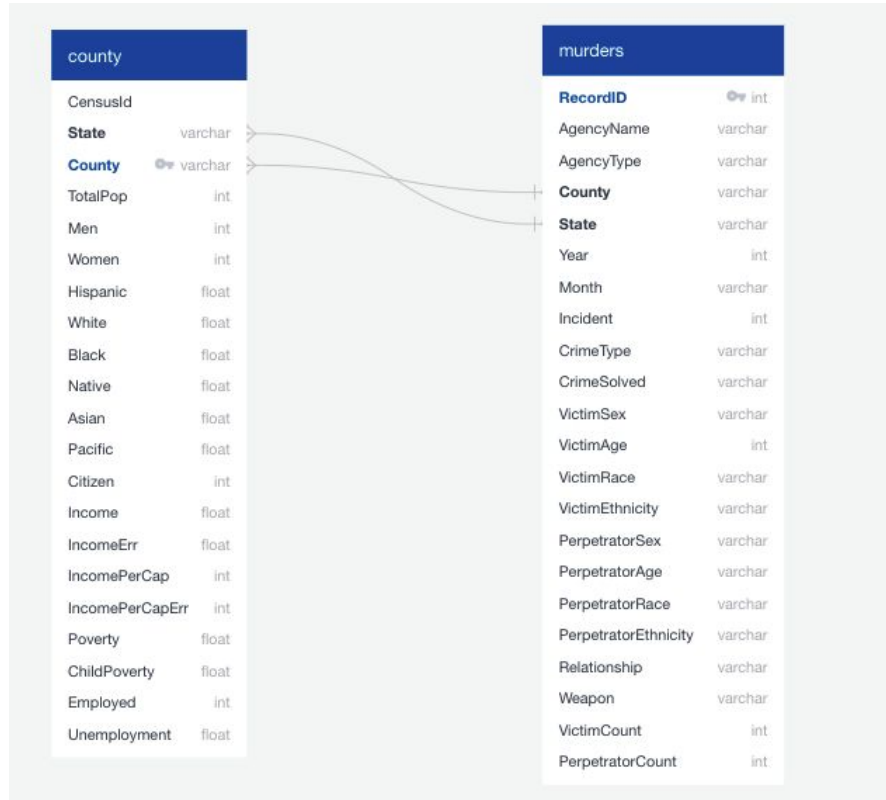 county
CensusId
State varchar
County varchar
TotalPop int
Men int
Women int
Hispanic float
White float
Black float
Native float
Asian float
Pacific float
Citizen int
Income float
IncomeErr float
IncomePerCap int
IncomePerCapErr int
Poverty float
ChildPoverty float
Employed int
Unemployment float
murders
RecordID int
AgencyName varchar
AgencyType varchar
County varchar
State varchar
Year int
Month varchar
Incident int
CrimeType varchar
CrimeSolved varchar
VictimSex varchar
VictimAge int
VictimRace varchar
VictimEthnicity varchar
PerpetratorSex varchar
PerpetratorAge varchar
PerpetratorRace varchar
PerpetratorEthnicity varchar
Relationship varchar
Weapon varchar
VictimCount int
PerpetratorCount int